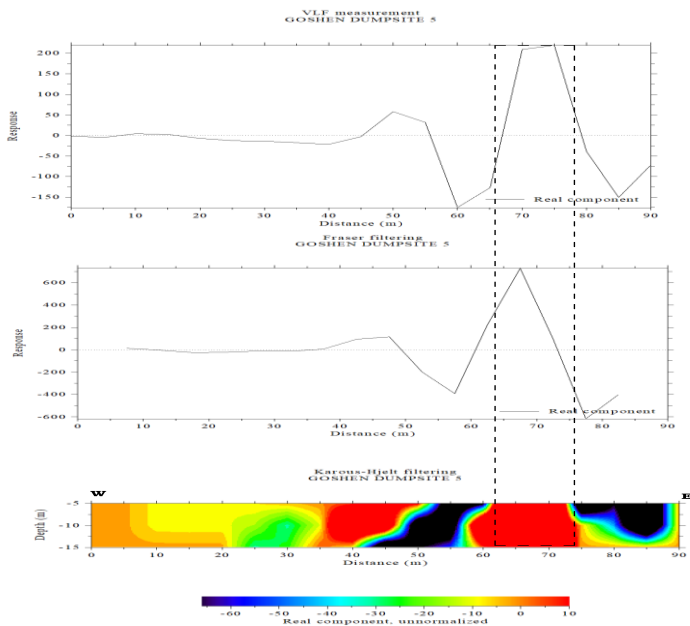 VLF measurement
GOSHEN DUMPSITE 5
200
150
100
50
0
-50
-100
-150
Response
Real component
0 10 20 30 40 50 60 70 80 90
Distance (m)
Fraser filtering
GOSHEN DUMPSITE 5
600
400
200
0
-200
-400
-600
Response
Real component
0 10 20 30 40 50 60 70 80 90
Distance (m)
Karous-Hjelt filtering
GOSHEN DUMPSITE 5
W E
-5
-10
-15
Depth (m)
0 10 20 30 40 50 60 70 80 90
Distance (m)
-60 -50 -40 -30 -20 -10 0 10
Real component, unnormalized